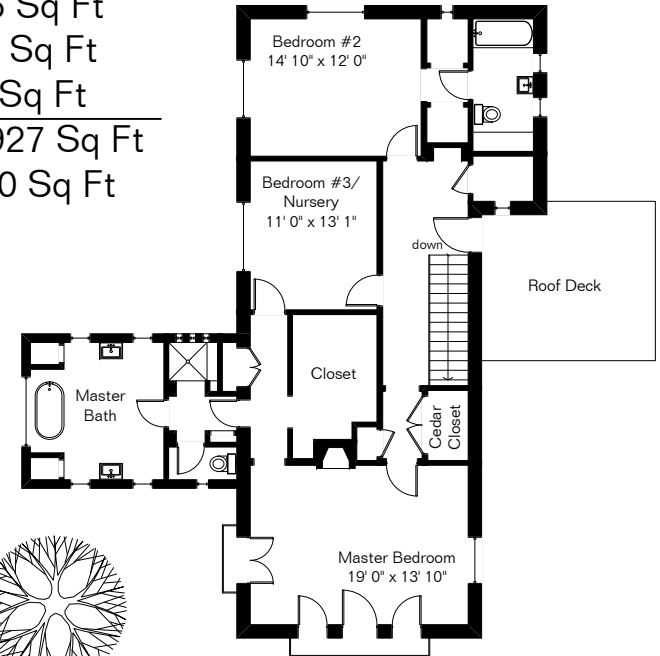 Sq Ft
Sq Ft
Sq Ft
927 Sq Ft
0 Sq Ft
Bedroom #2
14' 10" x 12' 0"
Bedroom #3/
Nursery
11' 0" x 13' 1"
down
Roof Deck
Closet
Master
Bath
Cedar
Closet
Master Bedroom
19' 0" x 13' 10"